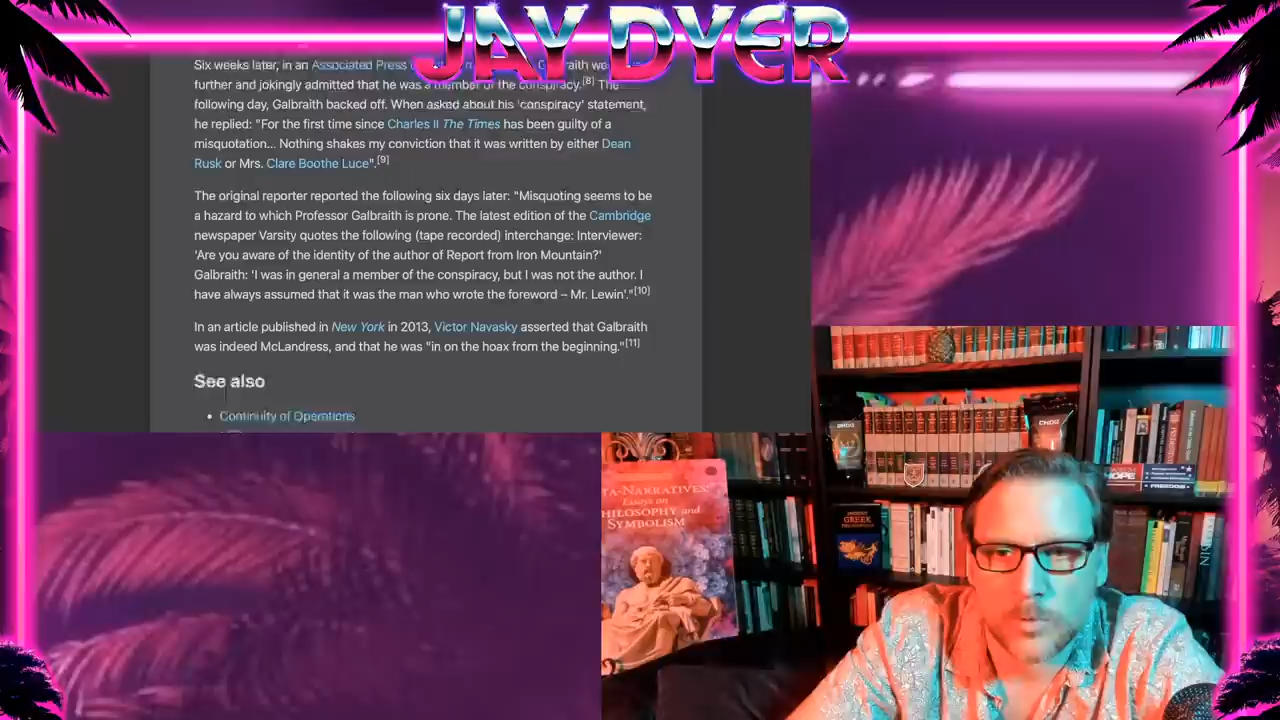 JAY DYER
Six weeks later, in an Associated Press
further and jokingly admitted that he was a member of the conspiracy.[8] The
following day, Galbraith backed off. When asked about his 'conspiracy' statement,
he replied: "For the first time since Charles II The Times has been guilty of a
misquotation... Nothing shakes my conviction that it was written by either Dean
Rusk or Mrs. Clare Boothe Luce".[9]
The original reporter reported the following six days later: "Misquoting seems to be
a hazard to which Professor Galbraith is prone. The latest edition of the Cambridge
newspaper Varsity quotes the following (tape recorded) interchange: Interviewer:
'Are you aware of the identity of the author of Report from Iron Mountain?'
Galbraith: 'I was in general a member of the conspiracy, but I was not the author. I
have always assumed that it was the man who wrote the foreword – Mr. Lewin'."[10]
In an article published in New York in 2013, Victor Navasky asserted that Galbraith
was indeed McLandress, and that he was "in on the hoax from the beginning."[11]
See also
• Continuity of Operations
TA-NARRATIVES:
Essays on
HILOSOPHY and
SYMBOLISM
CHOQ
CHOQ
GREEK
HOPE
FREEDOM